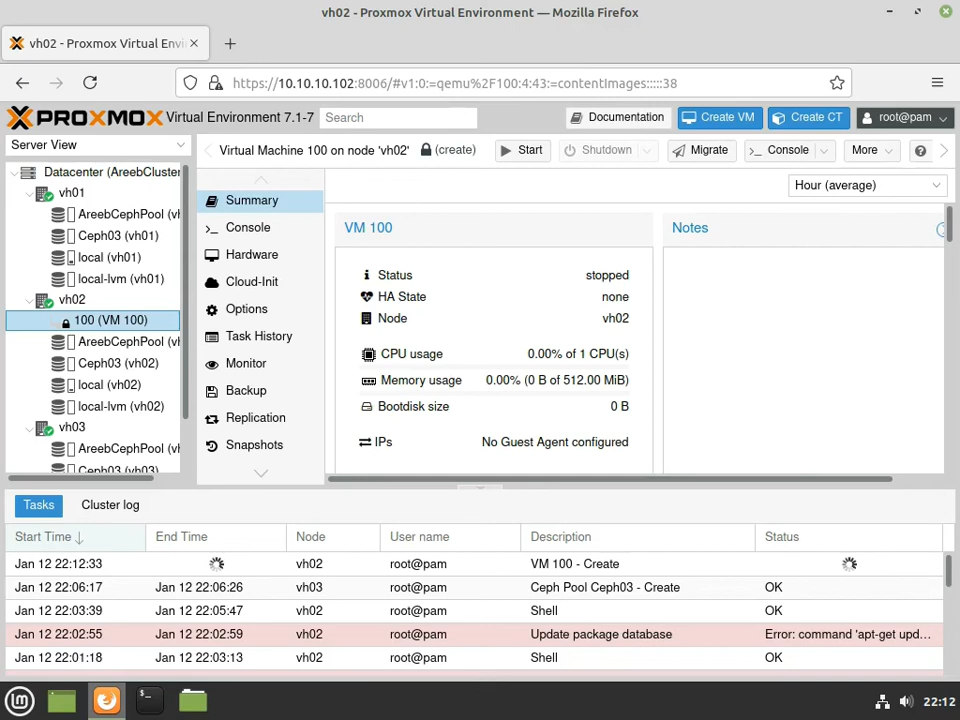 vh02 - Proxmox Virtual Environment — Mozilla Firefox
vh02 - Proxmox Virtual Envi
https://10.10.10.102:8006/#v1:0:=qemu%2F100:4:43:=contentImages:::::38
PROXMOX Virtual Environment 7.1-7 Search Documentation Create VM Create CT root@pam
Server View
Virtual Machine 100 on node 'vh02' (create) Start Shutdown Migrate Console More
Datacenter (AreebCluster
vh01
AreebCephPool (vh
Ceph03 (vh01)
local (vh01)
local-lvm (vh01)
vh02
100 (VM 100)
AreebCephPool (vh
Ceph03 (vh02)
local (vh02)
local-lvm (vh02)
vh03
AreebCephPool (vh
Ceph03 (vh03)
Summary
Console
Hardware
Cloud-Init
Options
Task History
Monitor
Backup
Replication
Snapshots
Hour (average)
VM 100
Status stopped
HA State none
Node vh02
CPU usage 0.00% of 1 CPU(s)
Memory usage 0.00% (0 B of 512.00 MiB)
Bootdisk size 0 B
IPs No Guest Agent configured
Notes
Tasks Cluster log
Start Time End Time Node User name Description Status
Jan 12 22:12:33 vh02 root@pam VM 100 - Create
Jan 12 22:06:17 Jan 12 22:06:26 vh03 root@pam Ceph Pool Ceph03 - Create OK
Jan 12 22:03:39 Jan 12 22:05:47 vh02 root@pam Shell OK
Jan 12 22:02:55 Jan 12 22:02:59 vh02 root@pam Update package database Error: command 'apt-get upd...
Jan 12 22:01:18 Jan 12 22:03:13 vh02 root@pam Shell OK
22:12